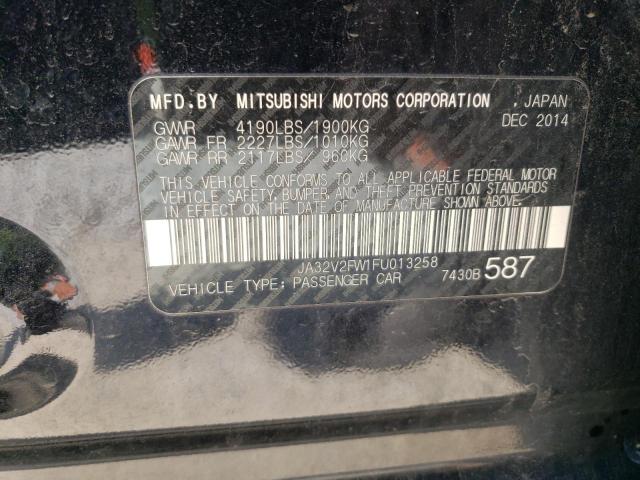 MFD.BY MITSUBISHI MOTORS CORPORATION . JAPAN
DEC 2014
GVWR 4190LBS/1900KG
GAWR FR 2227LBS/1010KG
GAWR RR 2117LBS/ 960KG
THIS VEHICLE CONFORMS TO ALL APPLICABLE FEDERAL MOTOR
VEHICLE SAFETY, BUMPER, AND THEFT PREVENTION STANDARDS
IN EFFECT ON THE DATE OF MANUFACTURE SHOWN ABOVE.
JA32V2FW1FU013258
VEHICLE TYPE: PASSENGER CAR 7430B 587